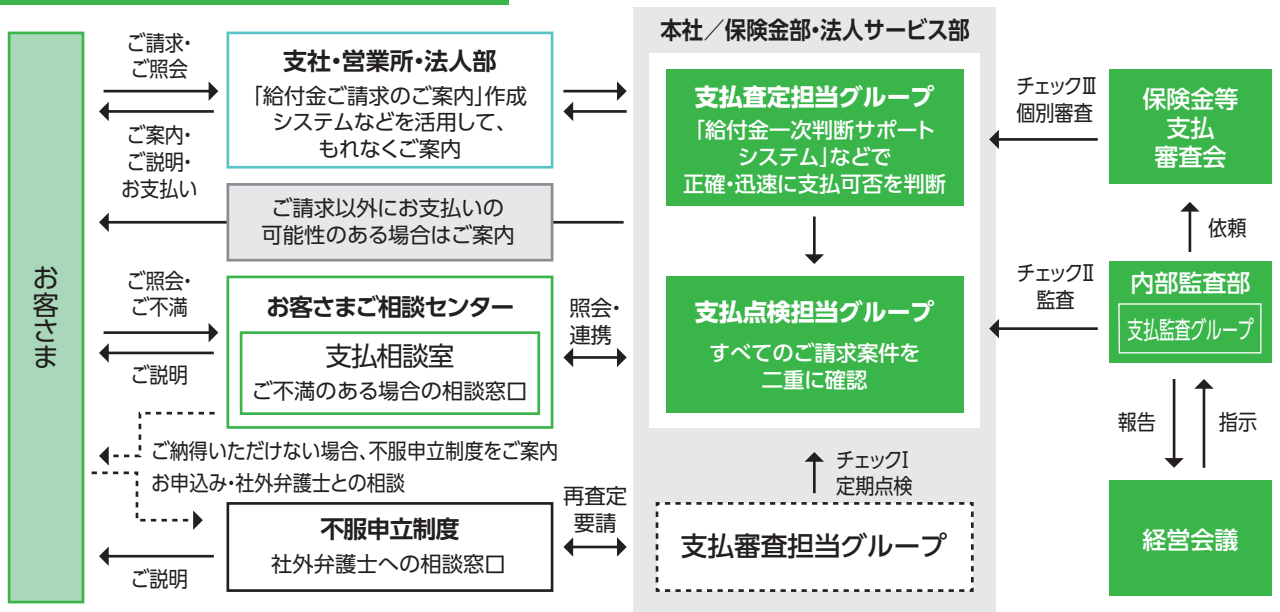 お客さま
ご請求・
ご照会
ご案内・
ご説明・
お支払い
支社・営業所・法人部
「給付金ご請求のご案内」作成
システムなどを活用して、
もれなくご案内
ご請求以外にお支払いの
可能性のある場合はご案内
ご照会・
ご不満
ご説明
お客さまご相談センター
支払相談室
ご不満のある場合の相談窓口
照会・
連携
ご納得いただけない場合、不服申立制度をご案内
お申込み・社外弁護士との相談
ご説明
不服申立制度
社外弁護士への相談窓口
再査定
要請
本社／保険金部・法人サービス部
支払査定担当グループ
「給付金一次判断サポート
システム」などで
正確・迅速に支払可否を判断
支払点検担当グループ
すべてのご請求案件を
二重に確認
チェックⅠ
定期点検
支払審査担当グループ
チェックⅢ
個別審査
保険金等
支払
審査会
依頼
チェックⅡ
監査
内部監査部
支払監査グループ
報告
指示
経営会議